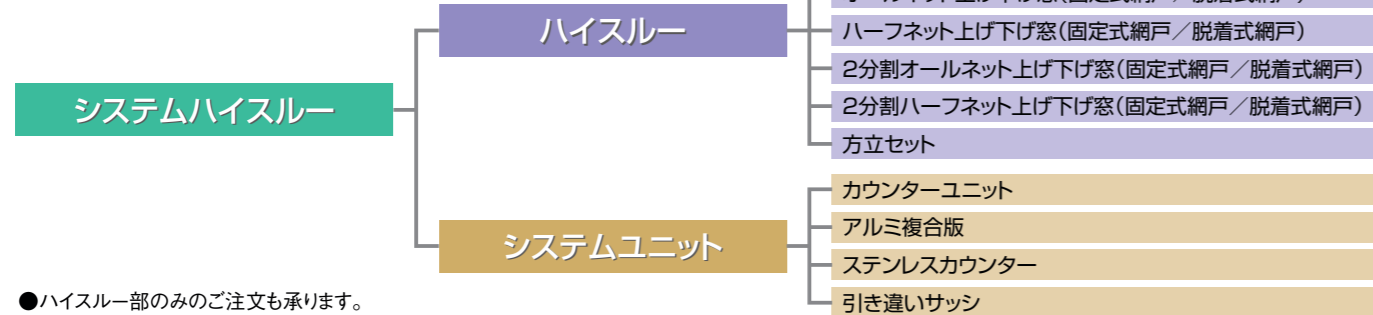 システムハイスルー
ハイスルー
ハーフネット上げ下げ窓(固定式網戸／脱着式網戸)
2分割オールネット上げ下げ窓(固定式網戸／脱着式網戸)
2分割ハーフネット上げ下げ窓(固定式網戸／脱着式網戸)
方立セット
システムユニット
カウンターユニット
アルミ複合版
ステンレスカウンター
引き違いサッシ
●ハイスルー部のみのご注文も承ります。